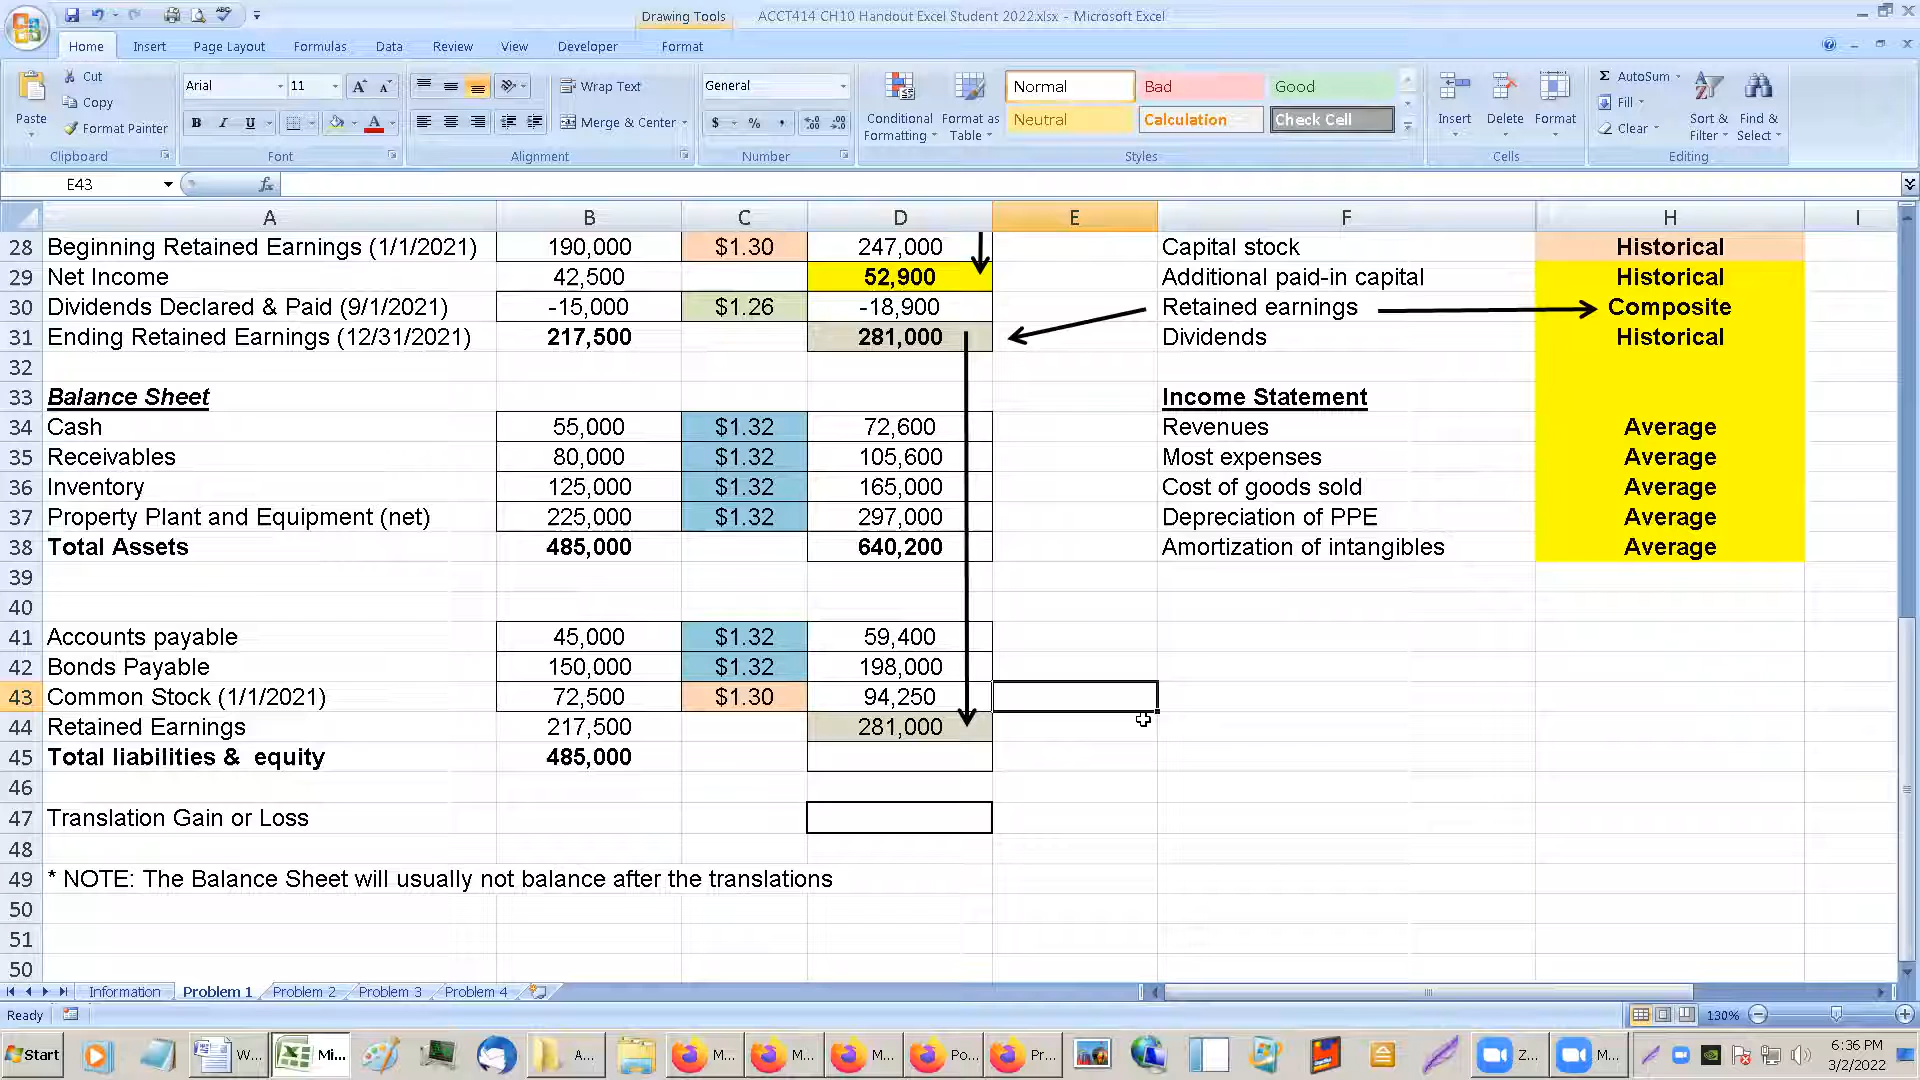 Drawing Tools
ACCT414 CH10 Handout Excel Student 2022.xlsx - Microsoft Excel
Home Insert Page Layout Formulas Data Review View Developer Format
Paste
Cut
Copy
Format Painter
Clipboard
Arial 11
B I U
Font
Wrap Text
Merge & Center
Alignment
General
$ % ,
Number
Conditional Formatting
Format as Table
Normal Bad Good
Neutral Calculation Check Cell
Styles
Insert Delete Format
Cells
Σ AutoSum
Fill
Clear
Sort & Filter
Find & Select
Editing
E43 fx
A B C D E F H I
28 Beginning Retained Earnings (1/1/2021) 190,000 $1.30 247,000 Capital stock Historical
29 Net Income 42,500 52,900 Additional paid-in capital Historical
30 Dividends Declared & Paid (9/1/2021) -15,000 $1.26 -18,900 Retained earnings Composite
31 Ending Retained Earnings (12/31/2021) 217,500 281,000 Dividends Historical
32
33 Balance Sheet Income Statement
34 Cash 55,000 $1.32 72,600 Revenues Average
35 Receivables 80,000 $1.32 105,600 Most expenses Average
36 Inventory 125,000 $1.32 165,000 Cost of goods sold Average
37 Property Plant and Equipment (net) 225,000 $1.32 297,000 Depreciation of PPE Average
38 Total Assets 485,000 640,200 Amortization of intangibles Average
39
40
41 Accounts payable 45,000 $1.32 59,400
42 Bonds Payable 150,000 $1.32 198,000
43 Common Stock (1/1/2021) 72,500 $1.30 94,250
44 Retained Earnings 217,500 281,000
45 Total liabilities & equity 485,000
46
47 Translation Gain or Loss
48
49 * NOTE: The Balance Sheet will usually not balance after the translations
50
51
50
Information Problem 1 Problem 2 Problem 3 Problem 4
Ready 130%
Start W... Mi... A... M... M... M... Po... Pr... Z... M... 6:36 PM
3/2/2022